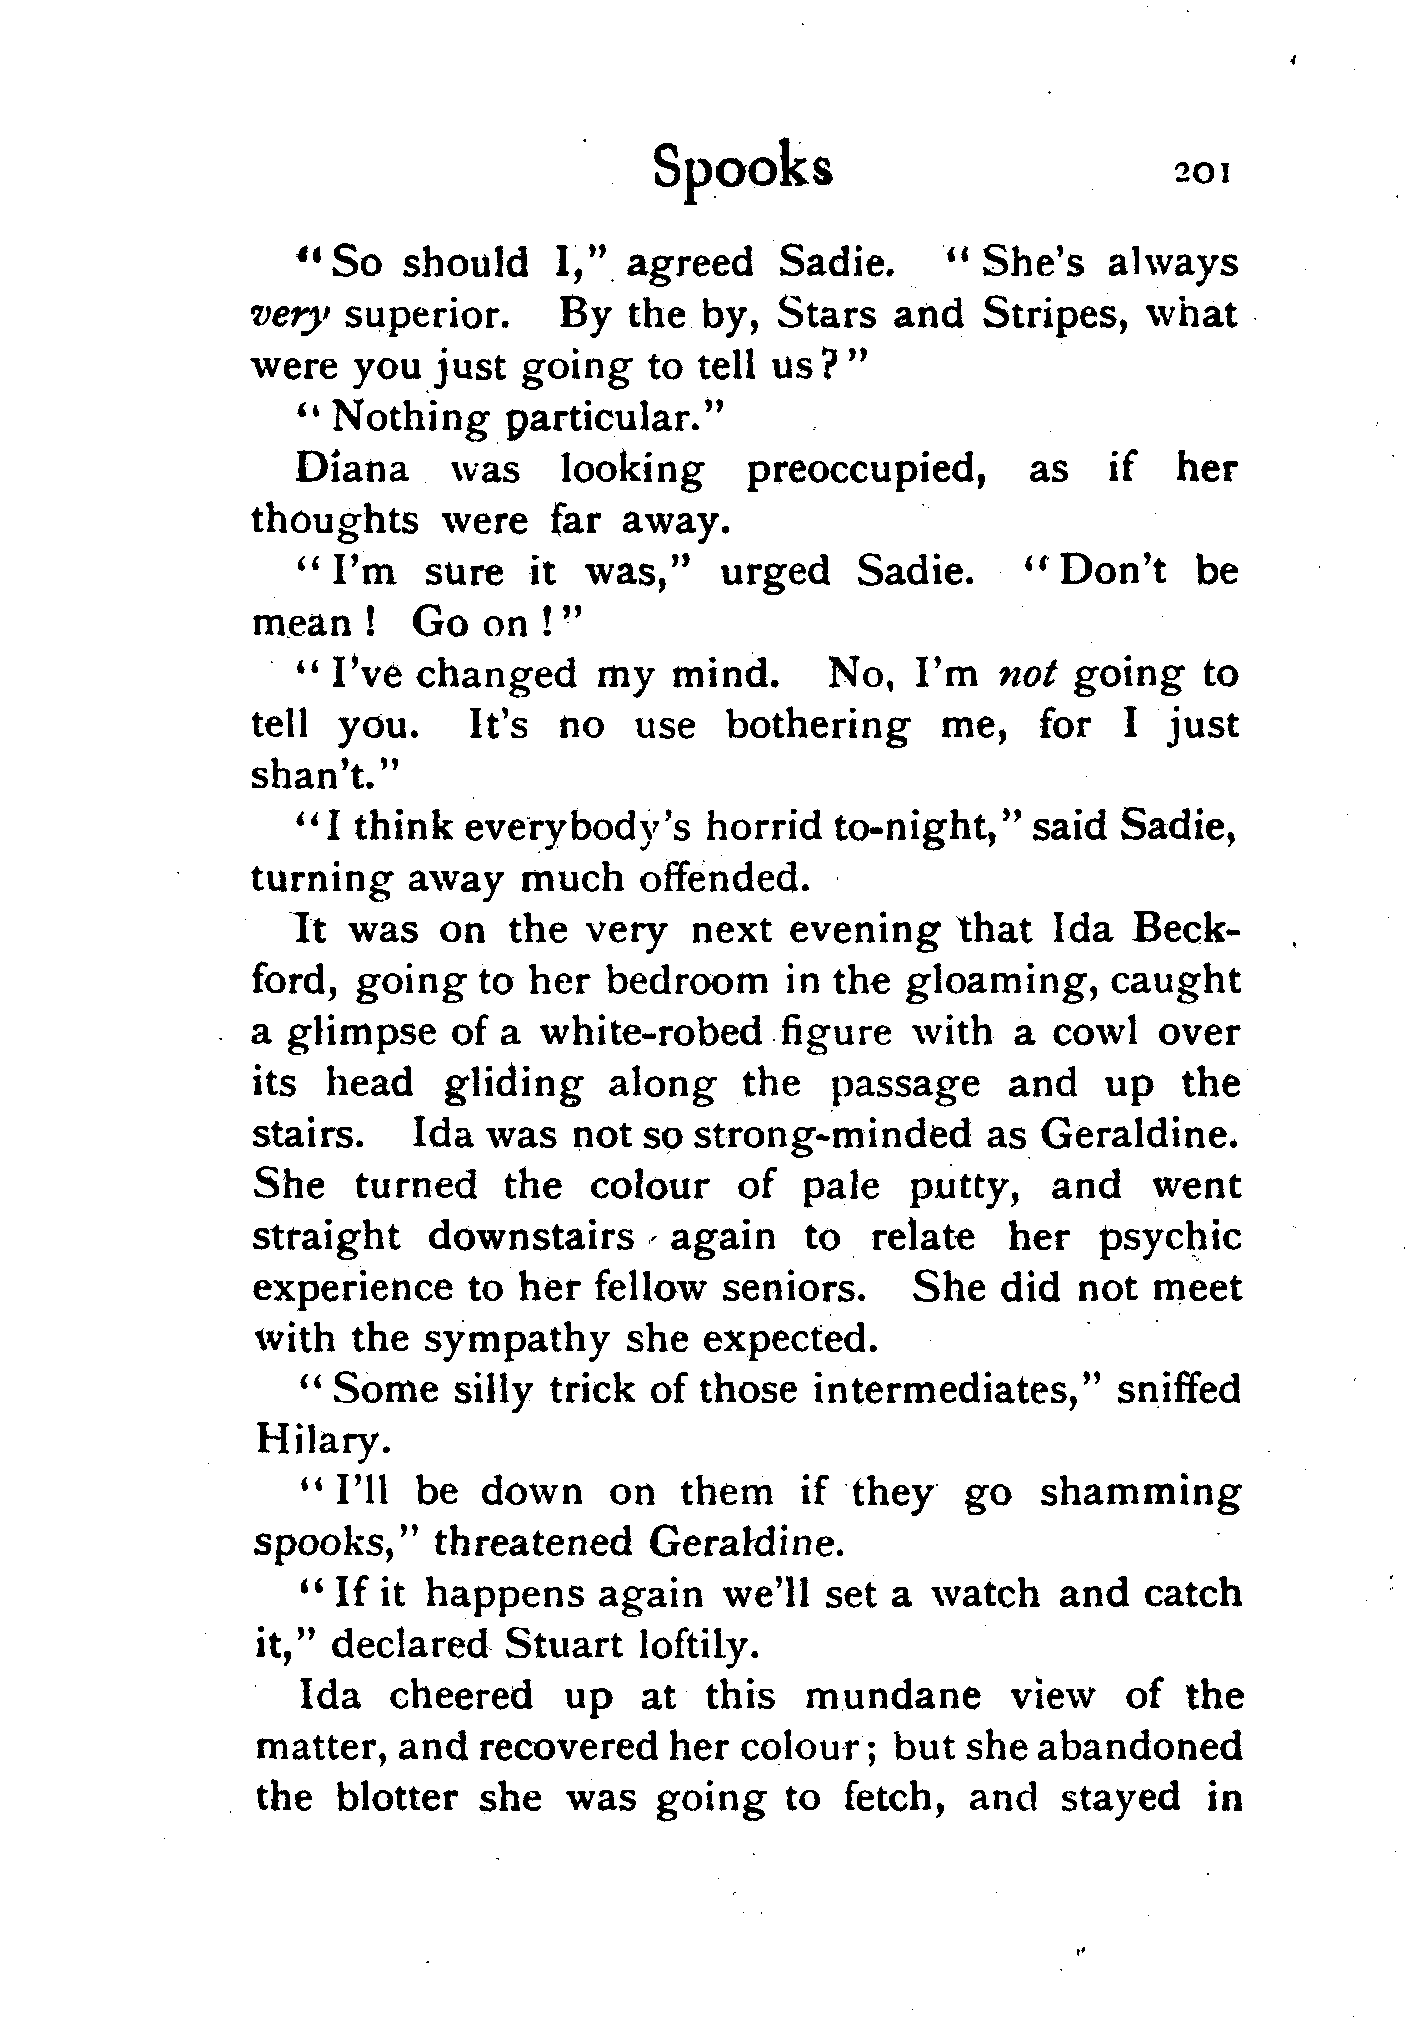 Spooks 201
“So should I,” agreed Sadie. “She's always
very superior. By the by, Stars and Stripes, what
were you just going to tell us?”
“Nothing particular.”
Diana was looking preoccupied, as if her
thoughts were far away.
“I'm sure it was,” urged Sadie. “Don't be
mean! Go on!”
“I've changed my mind. No, I'm not going to
tell you. It's no use bothering me, for I just
shan't.”
“I think everybody's horrid to-night,” said Sadie,
turning away much offended.
It was on the very next evening that Ida Beck-
ford, going to her bedroom in the gloaming, caught
a glimpse of a white-robed figure with a cowl over
its head gliding along the passage and up the
stairs. Ida was not so strong-minded as Geraldine.
She turned the colour of pale putty, and went
straight downstairs again to relate her psychic
experience to her fellow seniors. She did not meet
with the sympathy she expected.
“Some silly trick of those intermediates,” sniffed
Hilary.
“I'll be down on them if they go shamming
spooks,” threatened Geraldine.
“If it happens again we'll set a watch and catch
it,” declared Stuart loftily.
Ida cheered up at this mundane view of the
matter, and recovered her colour; but she abandoned
the blotter she was going to fetch, and stayed in